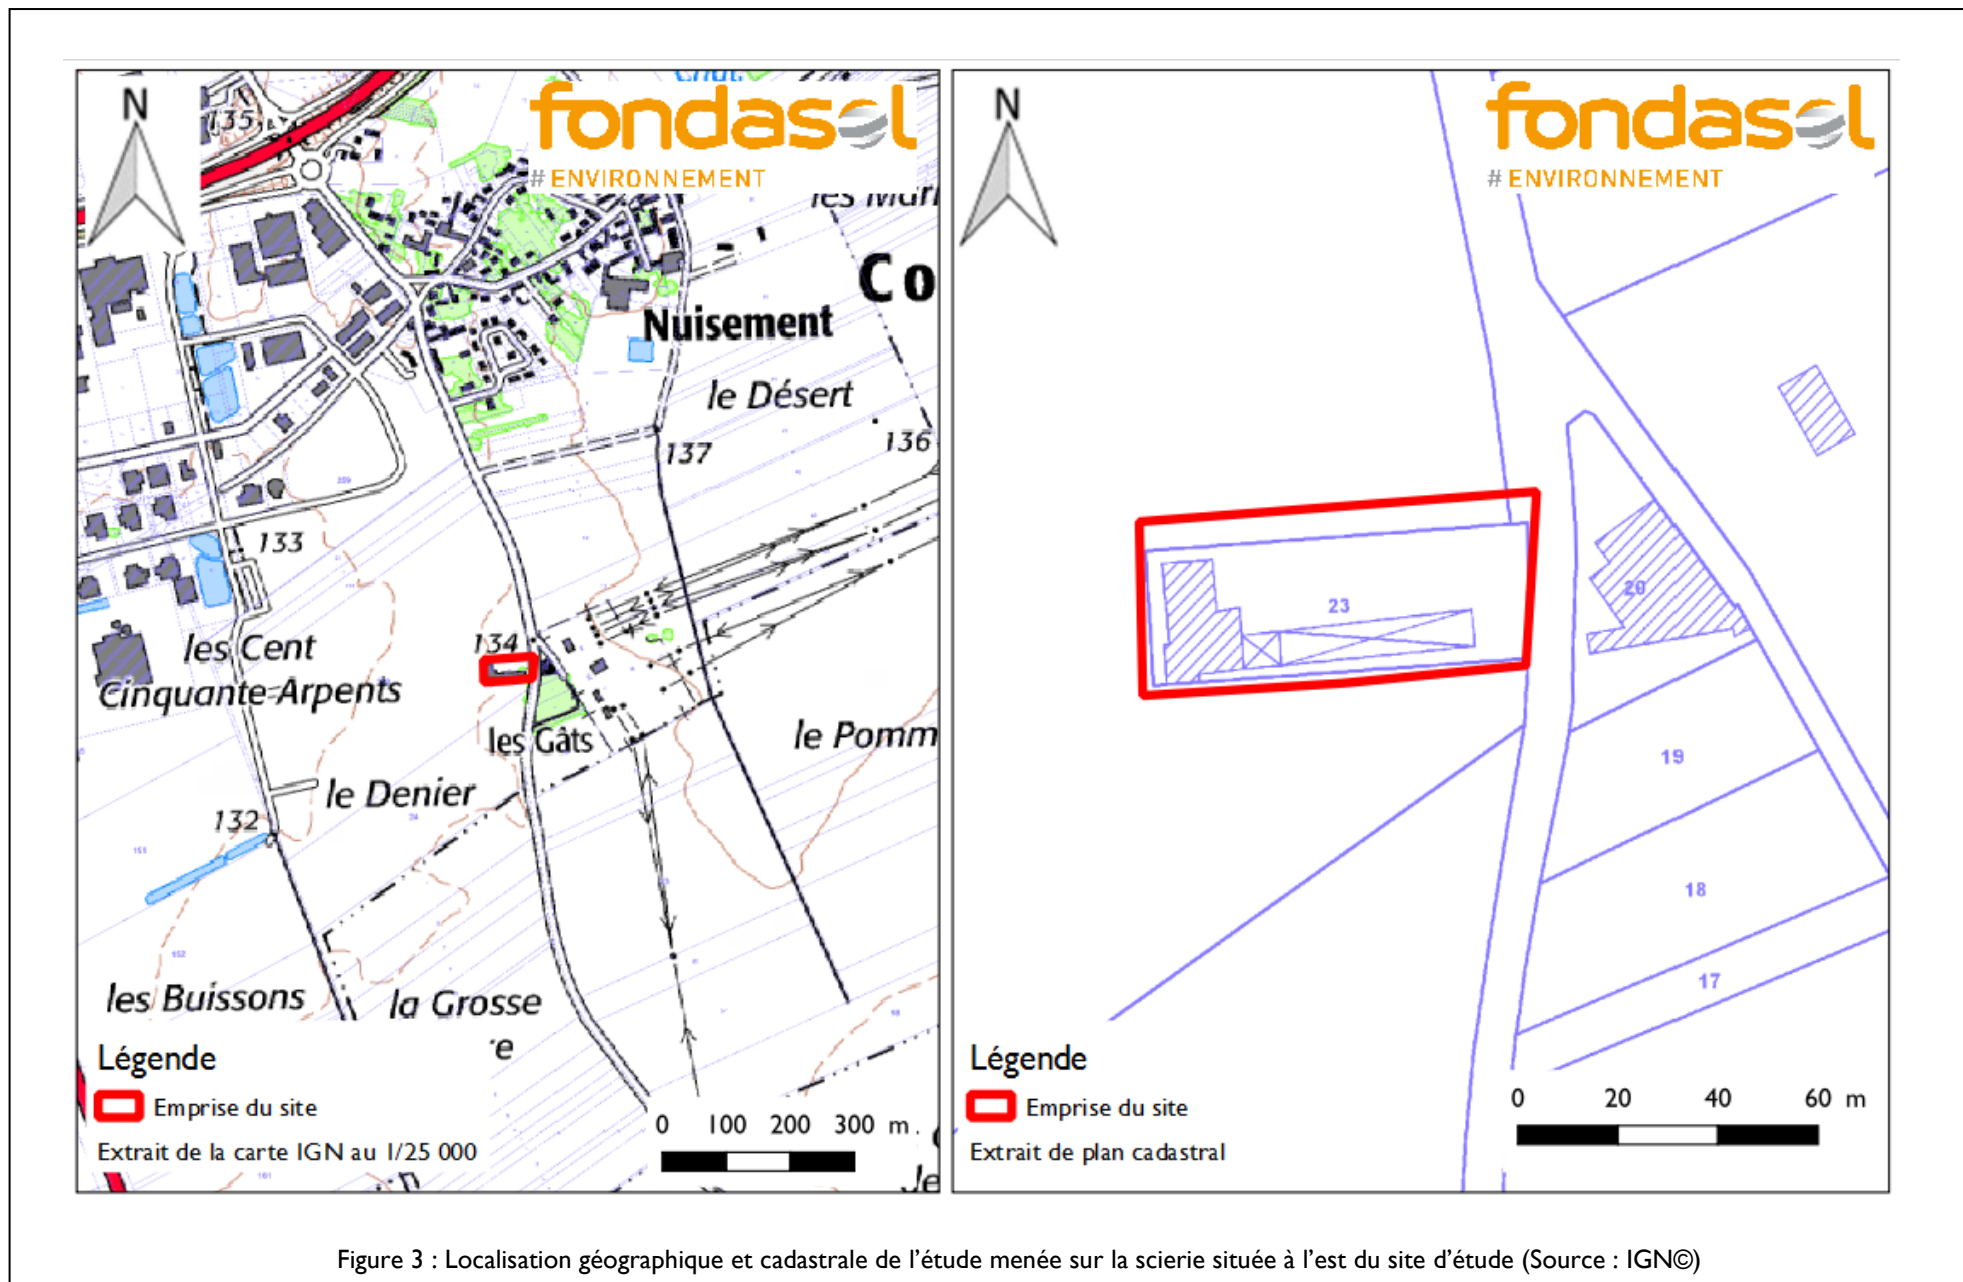 N
135
fondasol
# ENVIRONNEMENT
Co
Nuisement
le Désert
136
137
133
134
les Cent
Cinquante Arpents
les Gâts
le Pomm
le Denier
132
les Buissons
la Grosse
e
Légende
Emprise du site
Extrait de la carte IGN au 1/25 000
0 100 200 300 m
N
fondasol
# ENVIRONNEMENT
23
20
19
18
17
Légende
Emprise du site
Extrait de plan cadastral
0 20 40 60 m
Figure 3 : Localisation géographique et cadastrale de l'étude menée sur la scierie située à l'est du site d'étude (Source : IGN©)